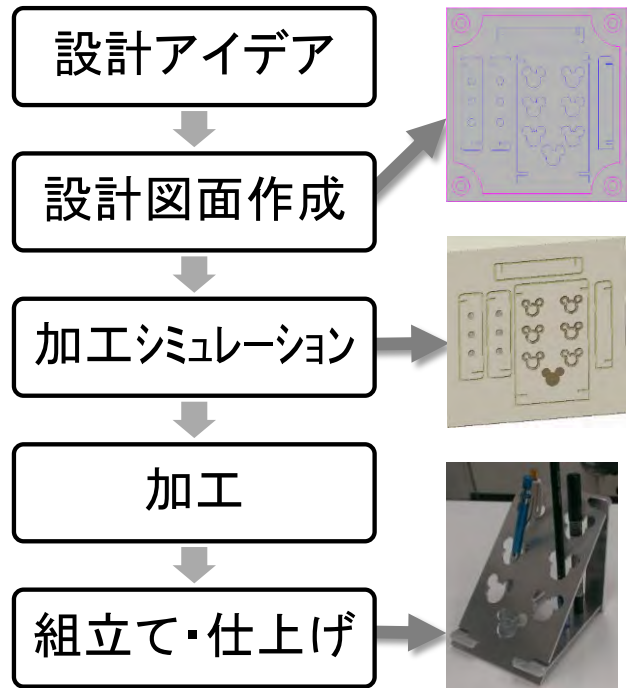 設計アイデア
設計図面作成
加工シミュレーション
加工
組立て・仕上げ